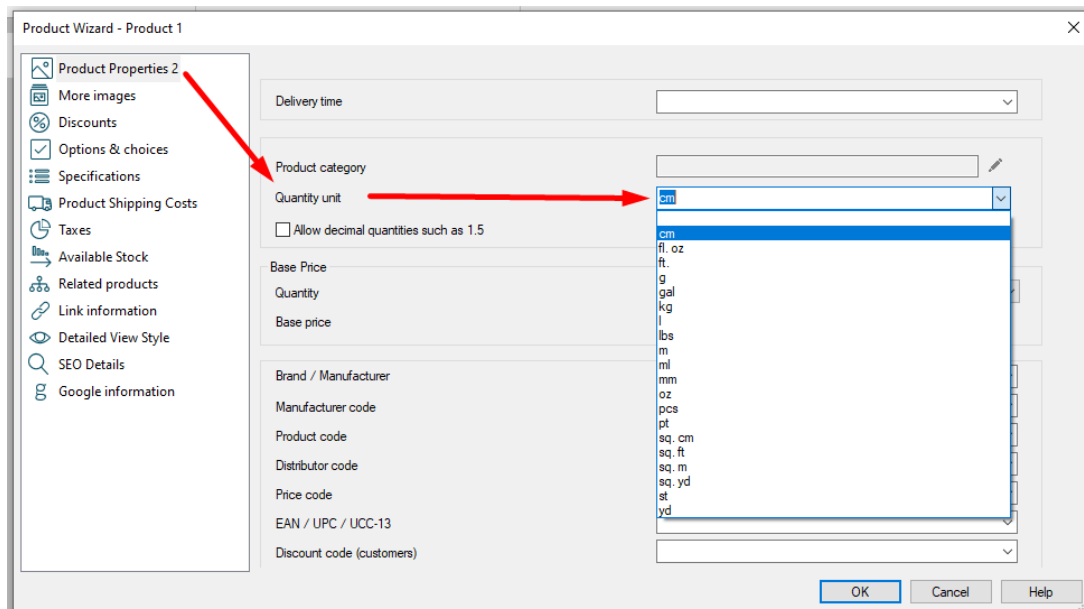 Product Wizard - Product 1
Product Properties 2
More images
Discounts
Options & choices
Specifications
Product Shipping Costs
Taxes
Available Stock
Related products
Link information
Detailed View Style
SEO Details
Google information
Delivery time
Product category
Quantity unit
cm
Allow decimal quantities such as 1.5
Base Price
Quantity
Base price
Brand / Manufacturer
Manufacturer code
Product code
Distributor code
Price code
EAN / UPC / UCC-13
Discount code (customers)
cm
fl. oz
ft.
g
gal
kg
l
lbs
m
ml
mm
oz
pcs
pt
sq. cm
sq. ft
sq. m
sq. yd
st
yd
OK
Cancel
Help